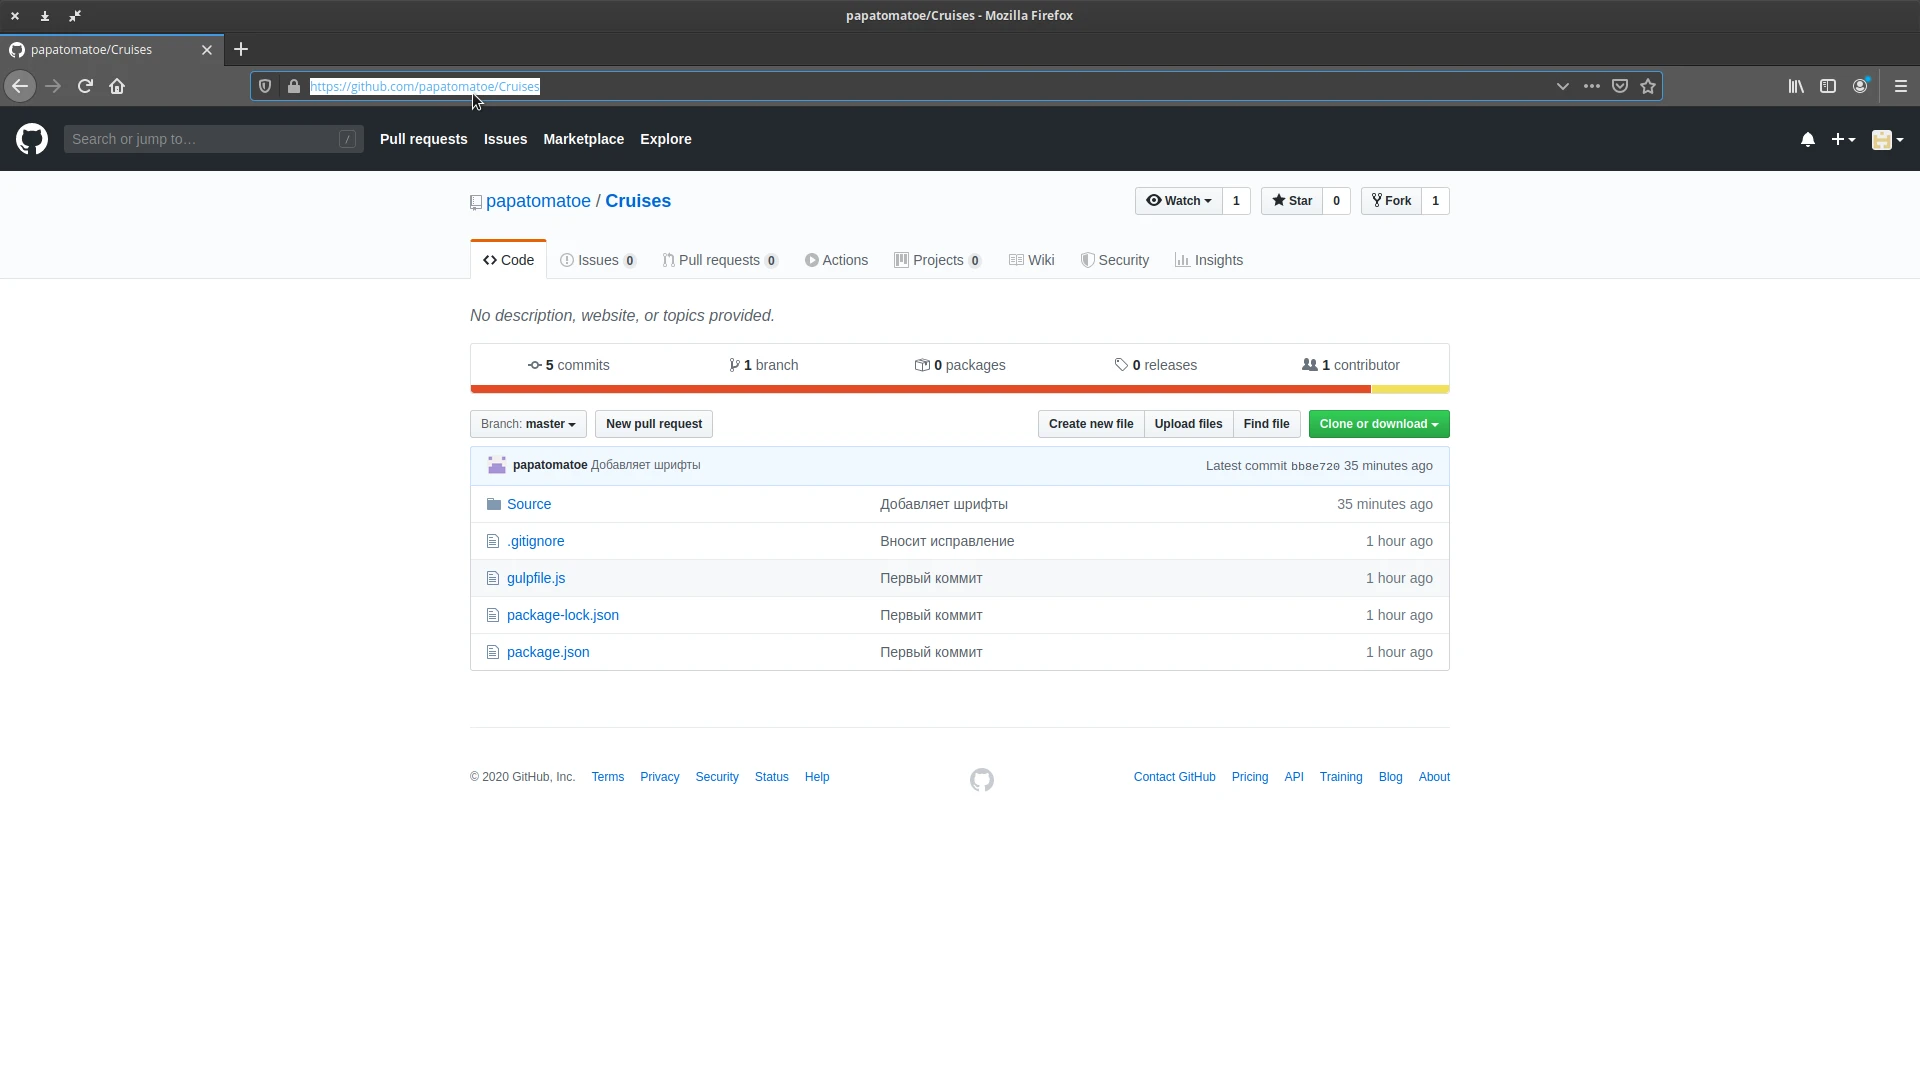 papatomatoe/Cruises - Mozilla Firefox
papatomatoe/Cruises
https://github.com/papatomatoe/Cruises
Search or jump to…
/
Pull requests
Issues
Marketplace
Explore
papatomatoe / Cruises
Watch 1
Star 0
Fork 1
Code
Issues 0
Pull requests 0
Actions
Projects 0
Wiki
Security
Insights
No description, website, or topics provided.
5 commits
1 branch
0 packages
0 releases
1 contributor
Branch: master
New pull request
Create new file
Upload files
Find file
Clone or download
papatomatoe Добавляет шрифты
Latest commit bb8e720 35 minutes ago
Source
Добавляет шрифты
35 minutes ago
.gitignore
Вносит исправление
1 hour ago
gulpfile.js
Первый коммит
1 hour ago
package-lock.json
Первый коммит
1 hour ago
package.json
Первый коммит
1 hour ago
© 2020 GitHub, Inc.
Terms
Privacy
Security
Status
Help
Contact GitHub
Pricing
API
Training
Blog
About